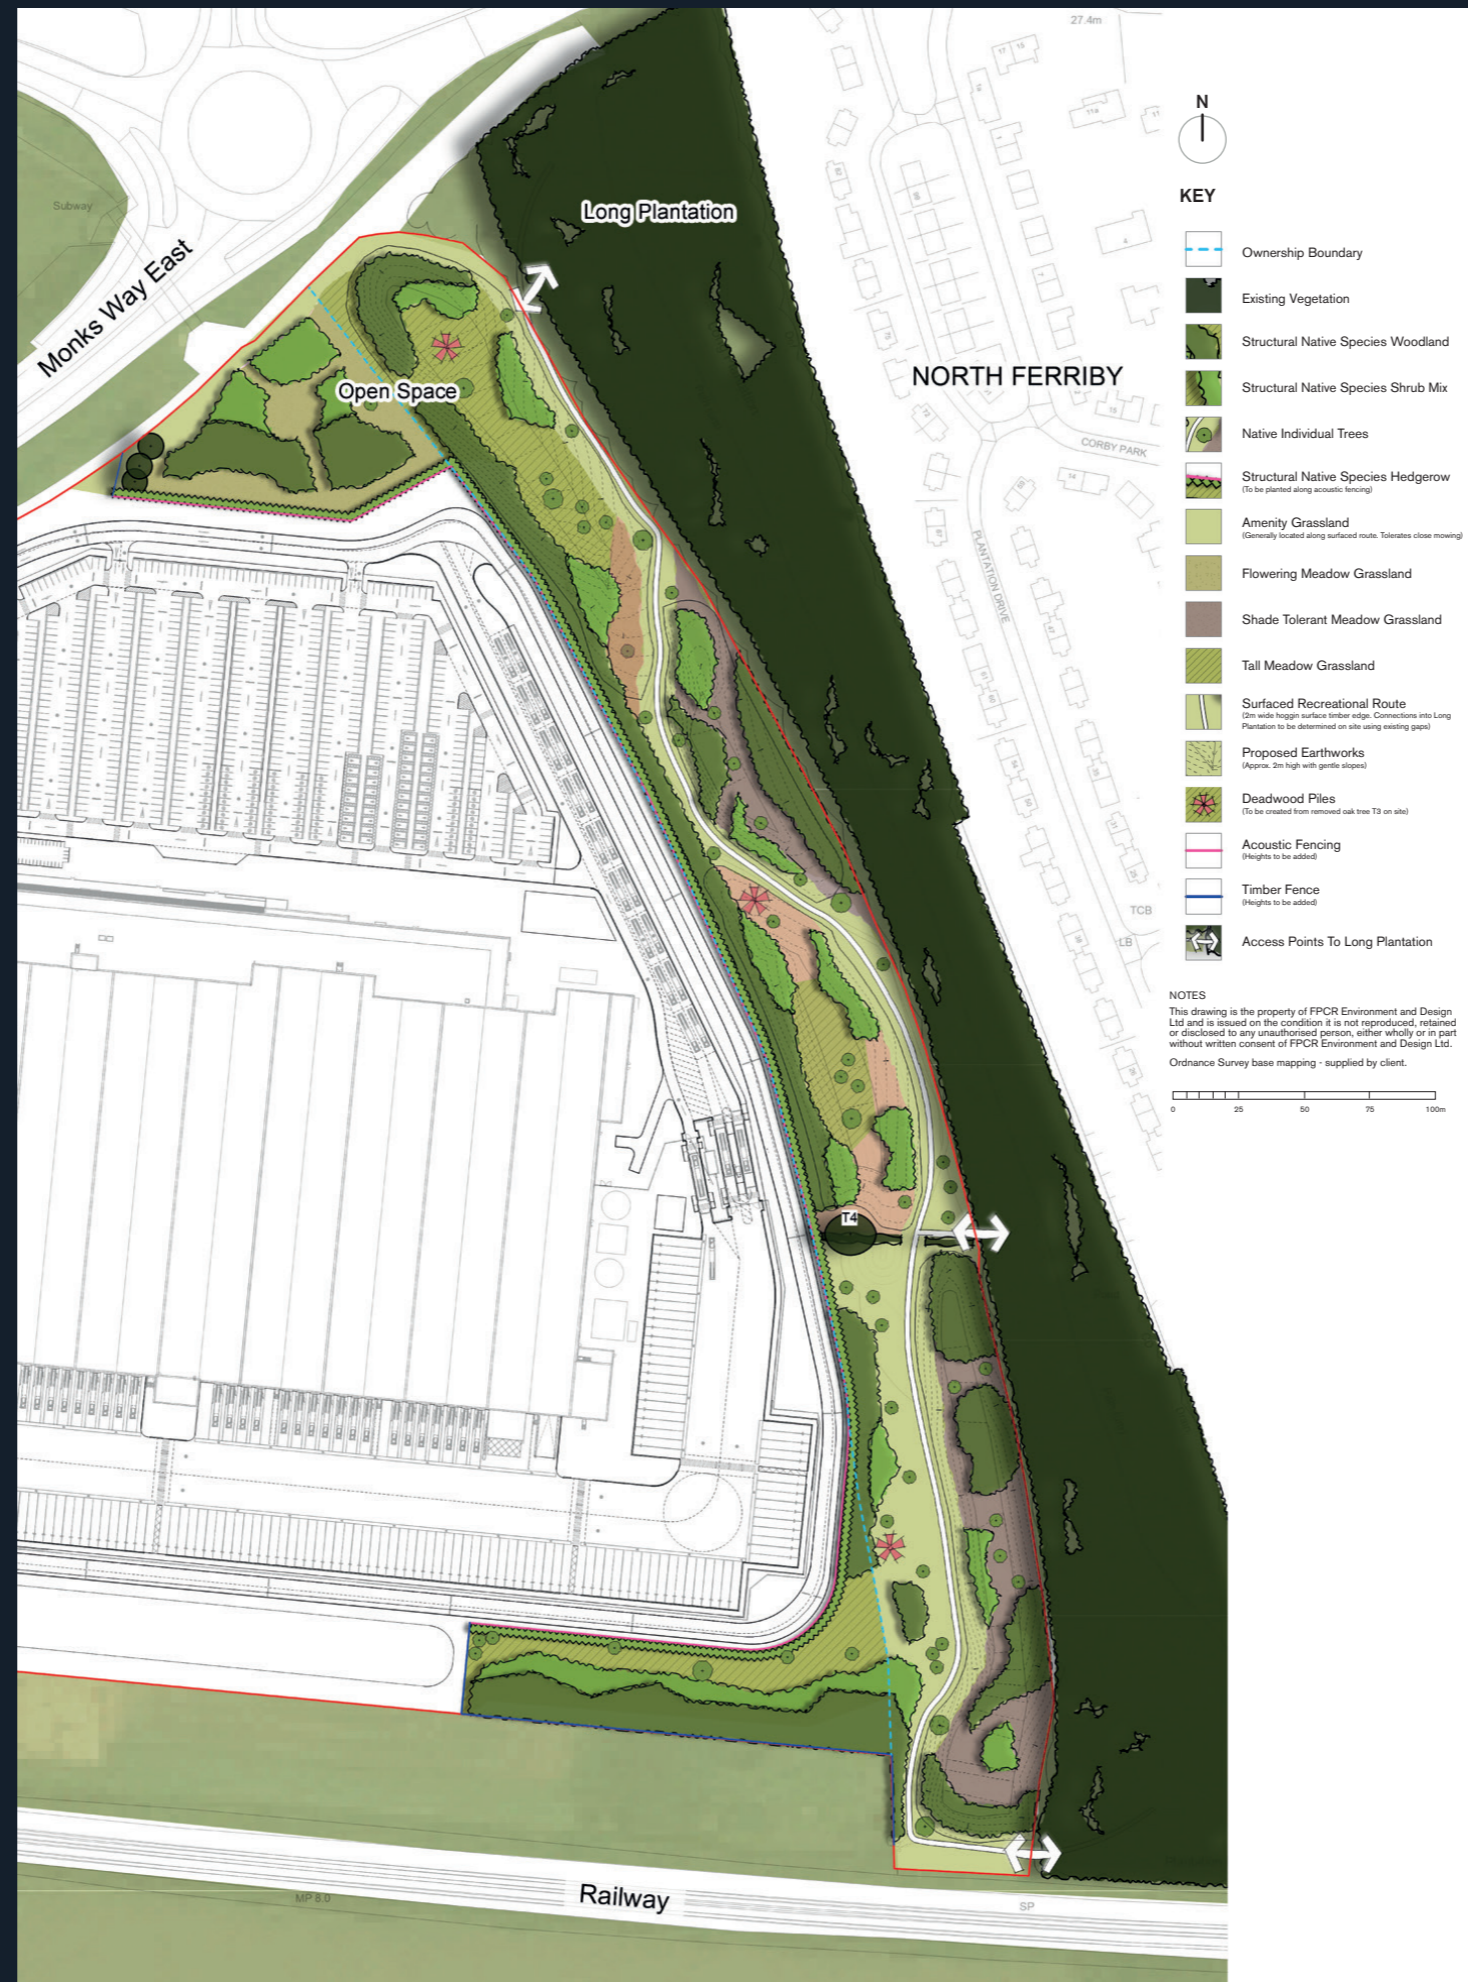 27.4m
N
KEY
Long Plantation
Subway
Monks Way East
Open Space
NORTH FERRIBY
CORBY PARK
PLANTATION DRIVE
TCB
LB
T4
Railway
MP 8.0
SP
Ownership Boundary
Existing Vegetation
Structural Native Species Woodland
Structural Native Species Shrub Mix
Native Individual Trees
Structural Native Species Hedgerow
(To be planted along acoustic fencing)
Amenity Grassland
(Generally located along surfaced route. Tolerates close mowing)
Flowering Meadow Grassland
Shade Tolerant Meadow Grassland
Tall Meadow Grassland
Surfaced Recreational Route
(2m wide hoggin surface timber edge. Connections into Long
Plantation to be determined on site using existing gaps)
Proposed Earthworks
(Approx. 2m high with gentle slopes)
Deadwood Piles
(To be created from removed oak tree T3 on site)
Acoustic Fencing
(Heights to be added)
Timber Fence
(Heights to be added)
Access Points To Long Plantation
NOTES
This drawing is the property of FPCR Environment and Design
Ltd and is issued on the condition it is not reproduced, retained
or disclosed to any unauthorised person, either wholly or in part
without written consent of FPCR Environment and Design Ltd.
Ordnance Survey base mapping - supplied by client.
0 25 50 75 100m